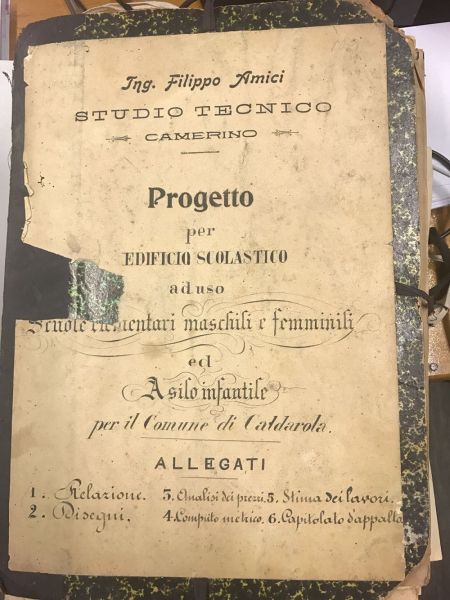 Ing. Filippo Amici
STUDIO TECNICO
CAMERINO
Progetto
per
EDIFICIO SCOLASTICO
ad uso
Scuole elementari maschili e femminili
ed
Asilo infantile
per il Comune di Caldarola.
ALLEGATI
1. Relazione. 3. Analisi dei prezzi. 5. Stima dei lavori.
2. Disegni. 4. Computo metrico. 6. Capitolato d'appalto